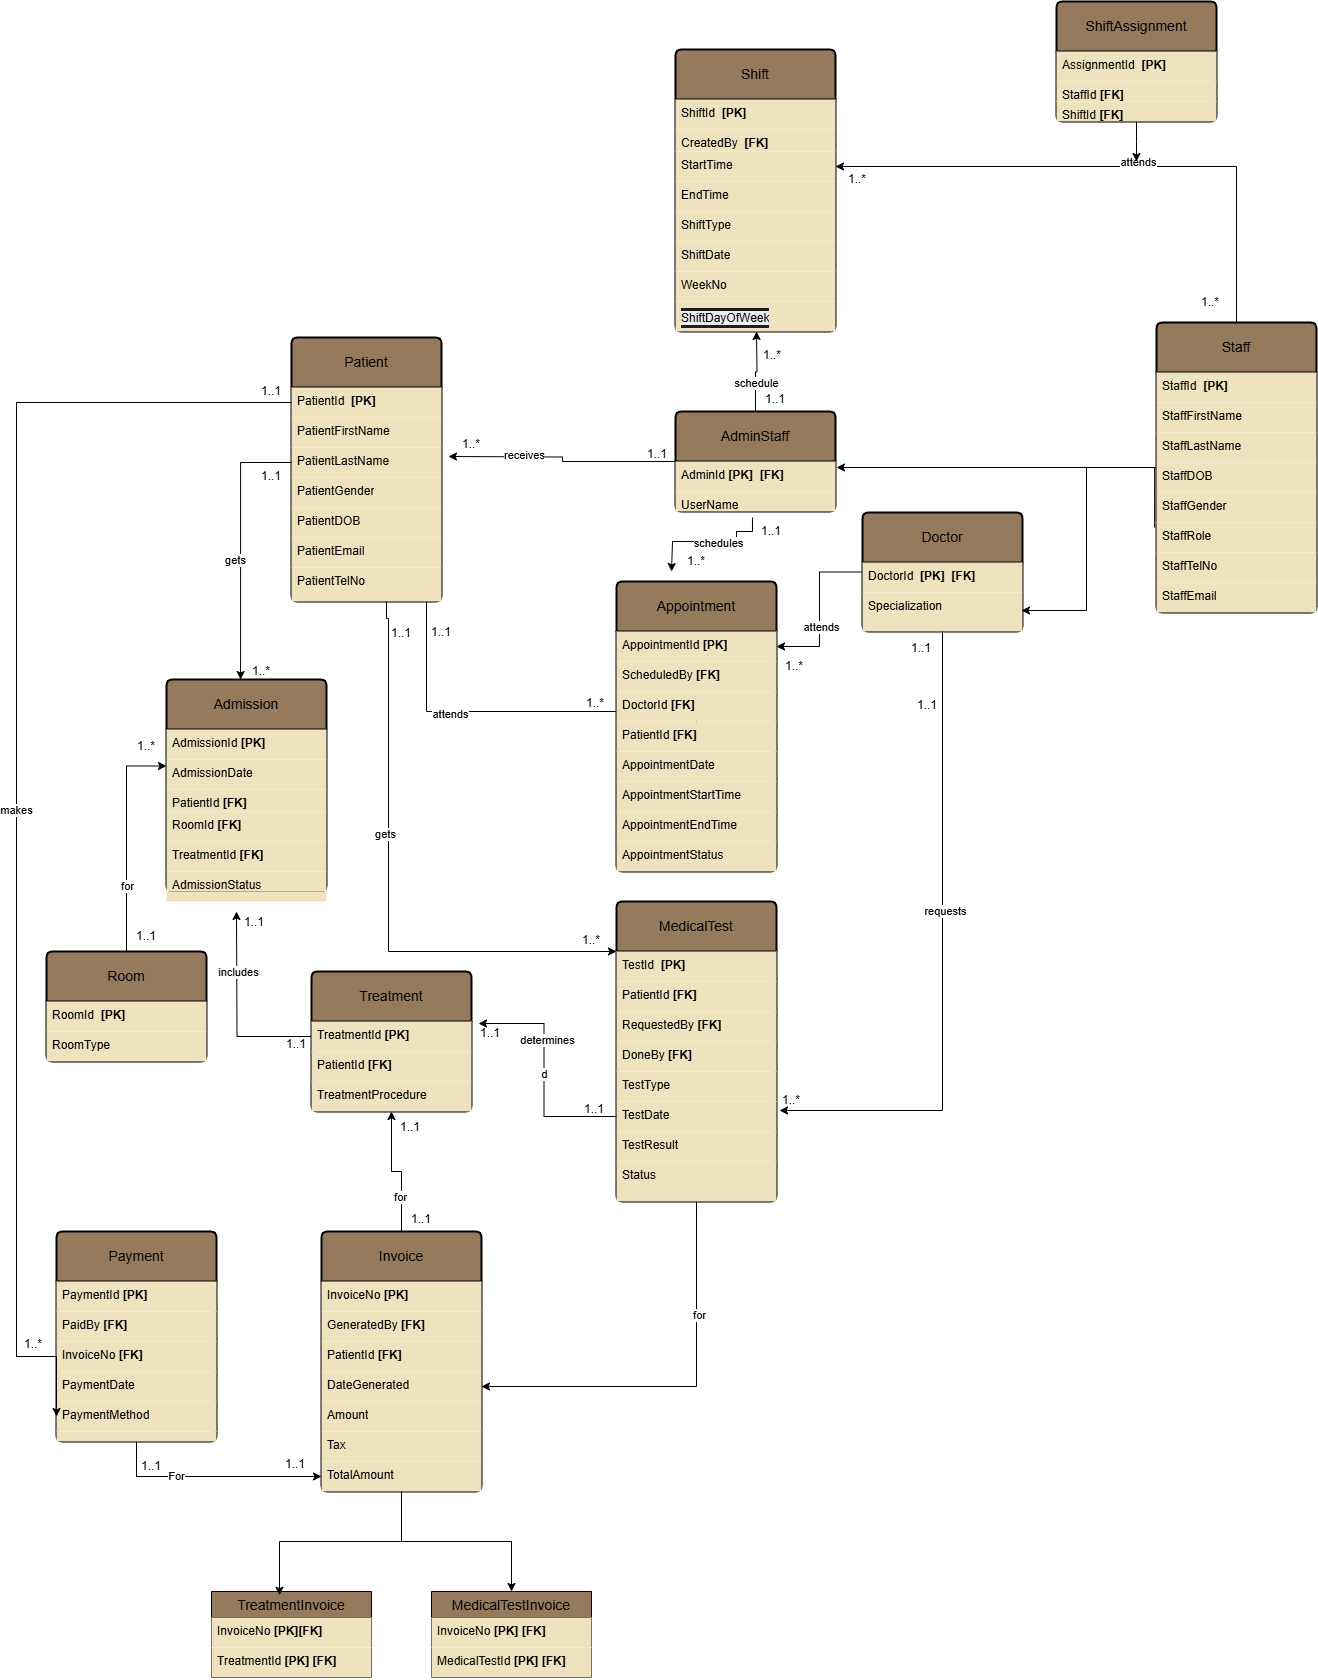 ShiftAssignment
AssignmentId [PK]
StaffId [FK]
ShiftId [FK]
attends
1..*
1..*
Shift
ShiftId [PK]
CreatedBy [FK]
StartTime
EndTime
ShiftType
ShiftDate
WeekNo
ShiftDayOfWeek
1..*
schedule
1..1
Staff
StaffId [PK]
StaffFirstName
StaffLastName
StaffDOB
StaffGender
StaffRole
StaffTelNo
StaffEmail
Patient
PatientId [PK]
PatientFirstName
PatientLastName
PatientGender
PatientDOB
PatientEmail
PatientTelNo
1..1
1..1
1..*
receives
1..1
AdminStaff
AdminId [PK] [FK]
UserName
1..1
schedules
1..*
Doctor
DoctorId [PK] [FK]
Specialization
attends
1..*
1..1
1..1
requests
1..*
gets
1..*
1..1
1..1
attends
1..*
Appointment
AppointmentId [PK]
ScheduledBy [FK]
DoctorId [FK]
PatientId [FK]
AppointmentDate
AppointmentStartTime
AppointmentEndTime
AppointmentStatus
Admission
AdmissionId [PK]
AdmissionDate
PatientId [FK]
RoomId [FK]
TreatmentId [FK]
AdmissionStatus
1..*
for
1..1
makes
gets
1..*
1..1
includes
1..1
Room
RoomId [PK]
RoomType
Treatment
TreatmentId [PK]
PatientId [FK]
TreatmentProcedure
1..1
determines
d
1..1
MedicalTest
TestId [PK]
PatientId [FK]
RequestedBy [FK]
DoneBy [FK]
TestType
TestDate
TestResult
Status
1..1
for
1..1
for
Payment
PaymentId [PK]
PaidBy [FK]
InvoiceNo [FK]
PaymentDate
PaymentMethod
1..*
1..1
For
1..1
Invoice
InvoiceNo [PK]
GeneratedBy [FK]
PatientId [FK]
DateGenerated
Amount
Tax
TotalAmount
TreatmentInvoice
InvoiceNo [PK][FK]
TreatmentId [PK] [FK]
MedicalTestInvoice
InvoiceNo [PK] [FK]
MedicalTestId [PK] [FK]